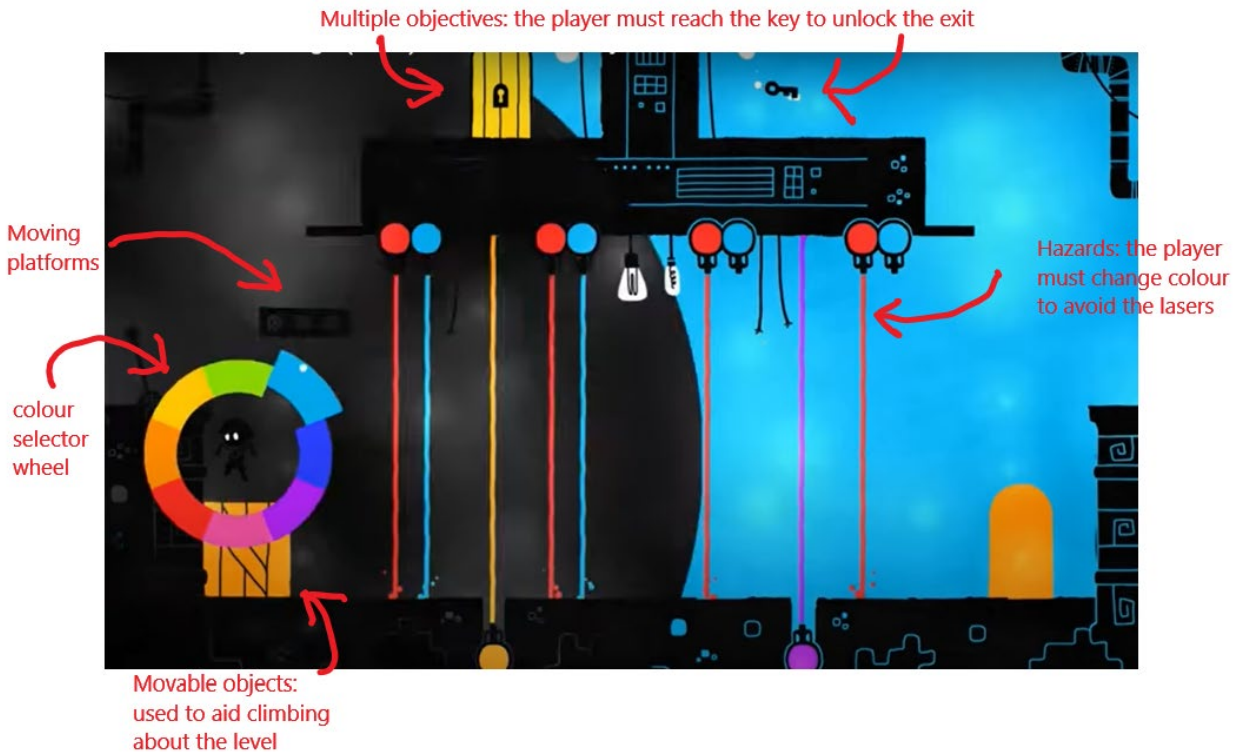 Multiple objectives: the player must reach the key to unlock the exit
Moving
platforms
Hazards: the player
must change colour
to avoid the lasers
colour
selector
wheel
Movable objects:
used to aid climbing
about the level